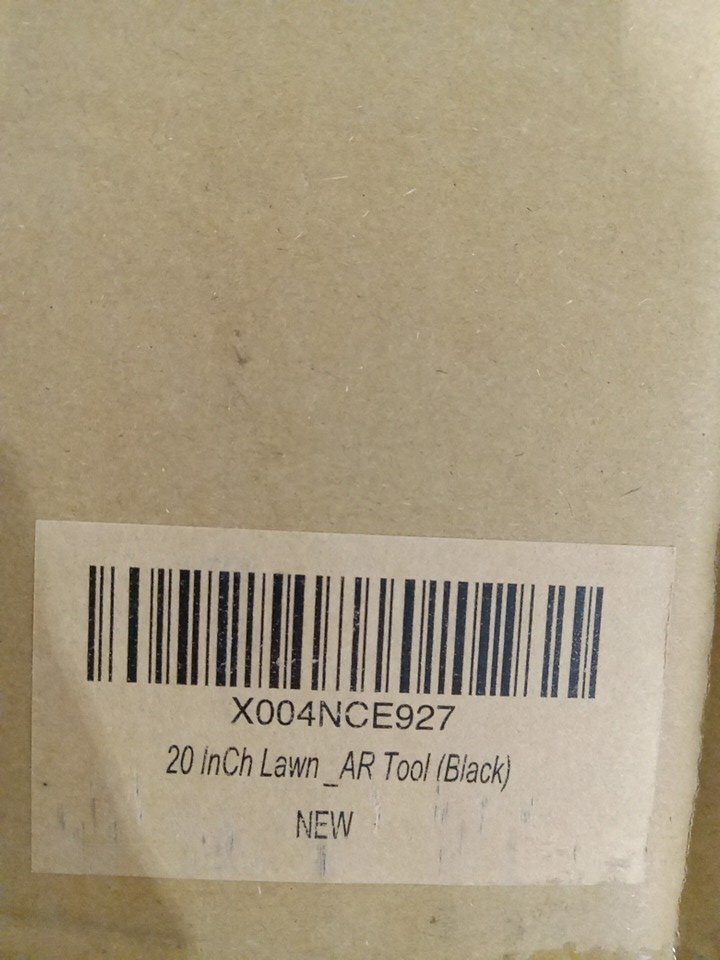 X004NCE927
20 InCh Lawn _AR Tool (Black)
NEW